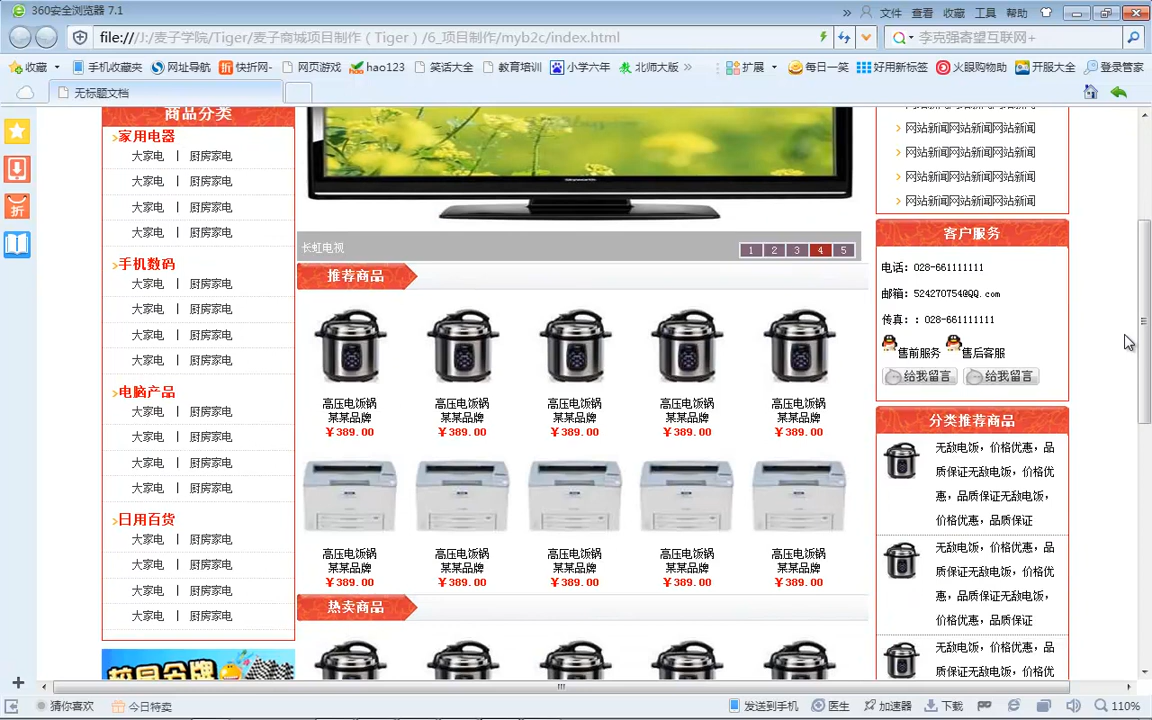 360安全浏览器 7.1
文件 查看 收藏 工具 帮助
file:///J:/麦子学院/Tiger/麦子商城项目制作（Tiger）/6_项目制作/myb2c/index.html
李克强寄望互联网+
收藏 手机收藏夹 网址导航 快折网- 网页游戏 hao123 笑话大全 教育培训 小学六年 北师大版 » 扩展 每日一笑 好用新标签 火眼购物助 开服大全 登录管家
无标题文档
折
商品分类
家用电器
大家电 | 厨房家电
大家电 | 厨房家电
大家电 | 厨房家电
大家电 | 厨房家电
手机数码
大家电 | 厨房家电
大家电 | 厨房家电
大家电 | 厨房家电
大家电 | 厨房家电
电脑产品
大家电 | 厨房家电
大家电 | 厨房家电
大家电 | 厨房家电
大家电 | 厨房家电
日用百货
大家电 | 厨房家电
大家电 | 厨房家电
大家电 | 厨房家电
大家电 | 厨房家电
长虹电视
1 2 3 4 5
推荐商品
高压电饭锅 高压电饭锅 高压电饭锅 高压电饭锅 高压电饭锅
某某品牌 某某品牌 某某品牌 某某品牌 某某品牌
￥389.00 ￥389.00 ￥389.00 ￥389.00 ￥389.00
高压电饭锅 高压电饭锅 高压电饭锅 高压电饭锅 高压电饭锅
某某品牌 某某品牌 某某品牌 某某品牌 某某品牌
￥389.00 ￥389.00 ￥389.00 ￥389.00 ￥389.00
热卖商品
网站新闻网站新闻网站新闻
网站新闻网站新闻网站新闻
网站新闻网站新闻网站新闻
网站新闻网站新闻网站新闻
客户服务
电话：028-661111111
邮箱：524270754@QQ.com
传真：：028-661111111
售前服务 售后客服
给我留言 给我留言
分类推荐商品
无敌电饭，价格优惠，品
质保证无敌电饭，价格优
惠，品质保证无敌电饭，
价格优惠，品质保证
无敌电饭，价格优惠，品
质保证无敌电饭，价格优
惠，品质保证无敌电饭，
价格优惠，品质保证
无敌电饭，价格优惠，品
质保证无敌电饭，价格优
猜你喜欢 今日特卖
发送到手机 医生 加速器 下载 110%